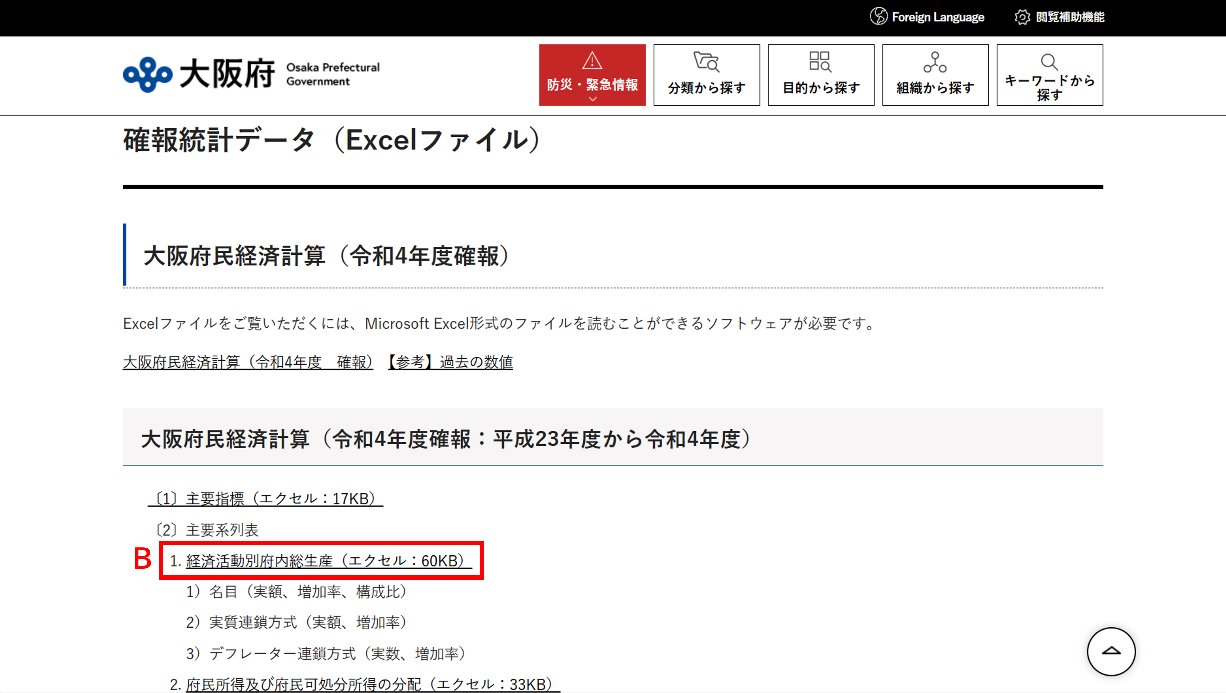 Foreign Language 閲覧補助機能
大阪府 Osaka Prefectural Government
防災・緊急情報 分類から探す 目的から探す 組織から探す キーワードから探す
確報統計データ（Excelファイル）
大阪府民経済計算（令和4年度確報）
Excelファイルをご覧いただくには、Microsoft Excel形式のファイルを読むことができるソフトウェアが必要です。
大阪府民経済計算（令和4年度　確報） 【参考】過去の数値
大阪府民経済計算（令和4年度確報：平成23年度から令和4年度）
〔1〕主要指標（エクセル：17KB）
〔2〕主要系列表
B 1. 経済活動別府内総生産（エクセル：60KB）
1）名目（実額、増加率、構成比）
2）実質連鎖方式（実額、増加率）
3）デフレーター連鎖方式（実数、増加率）
2. 府民所得及び府民可処分所得の分配（エクセル：33KB）